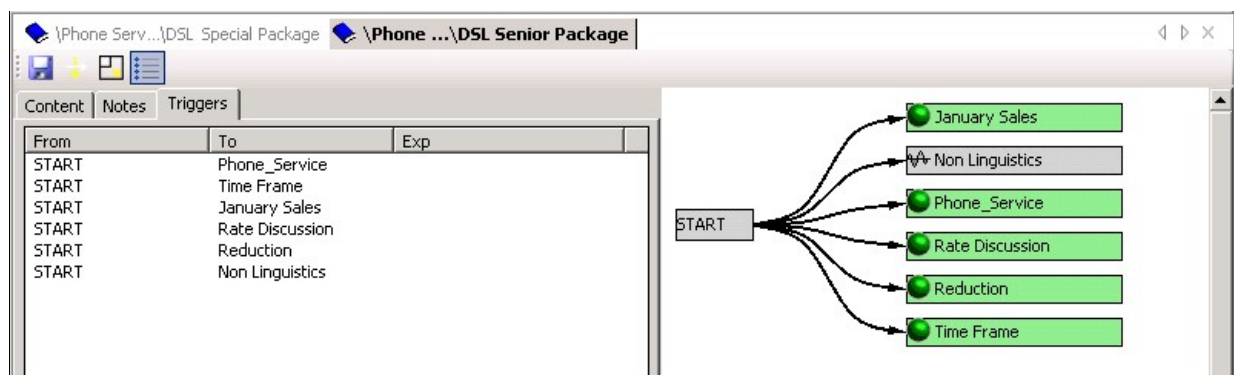 \Phone Serv...\DSL Special Package \Phone ...\DSL Senior Package
Content Notes Triggers
From To Exp
START Phone_Service
START Time Frame
START January Sales
START Rate Discussion
START Reduction
START Non Linguistics
START
January Sales
Non Linguistics
Phone_Service
Rate Discussion
Reduction
Time Frame